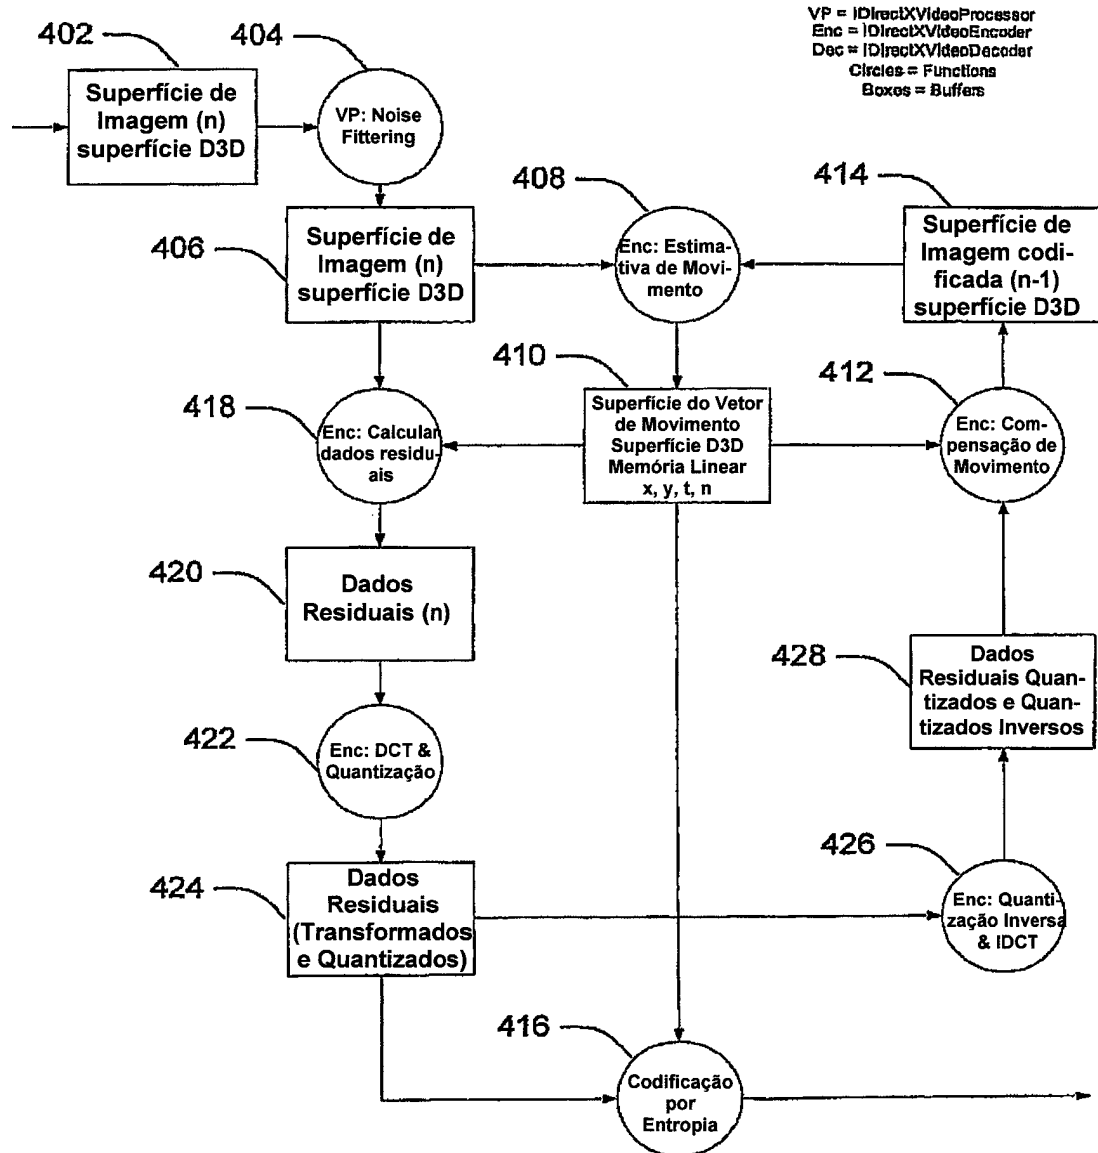 VP = IDirectXVideoProcessor
Enc = IDirectXVideoEncoder
Dec = IDirectXVideoDecoder
Circles = Functions
Boxes = Buffers
402
Superfície de
Imagem (n)
superfície D3D
404
VP: Noise
Fittering
406
Superfície de
Imagem (n)
superfície D3D
408
Enc: Estima-
tiva de Movi-
mento
414
Superfície de
Imagem codi-
ficada (n-1)
superfície D3D
410
Superfície do Vetor
de Movimento
Superfície D3D
Memória Linear
x, y, t, n
412
Enc: Com-
pensação de
Movimento
418
Enc: Calcular
dados residu-
ais
420
Dados
Residuais (n)
428
Dados
Residuais Quan-
tizados e Quan-
tizados Inversos
422
Enc: DCT &
Quantização
424
Dados
Residuais
(Transformados
e Quantizados)
426
Enc: Quanti-
zação Inversa
& IDCT
416
Codificação
por
Entropia